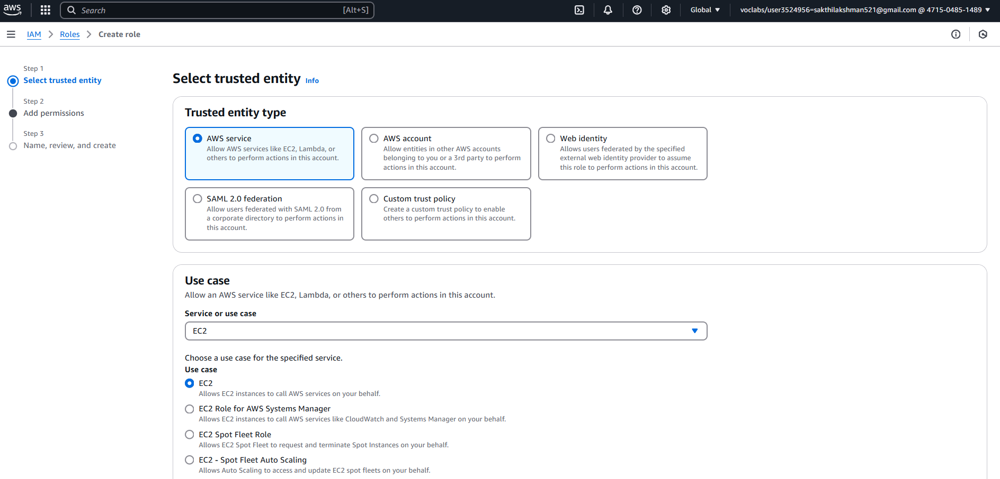 aws
Search [Alt+S]
Global
voclabs/user3524956=sakthilakshman521@gmail.com @ 4715-0485-1489
IAM > Roles > Create role
Step 1
Select trusted entity
Step 2
Add permissions
Step 3
Name, review, and create
Select trusted entity Info
Trusted entity type
AWS service
Allow AWS services like EC2, Lambda, or
others to perform actions in this account.
AWS account
Allow entities in other AWS accounts
belonging to you or a 3rd party to perform
actions in this account.
Web identity
Allows users federated by the specified
external web identity provider to assume
this role to perform actions in this account.
SAML 2.0 federation
Allow users federated with SAML 2.0 from
a corporate directory to perform actions in
this account.
Custom trust policy
Create a custom trust policy to enable
others to perform actions in this account.
Use case
Allow an AWS service like EC2, Lambda, or others to perform actions in this account.
Service or use case
EC2
Choose a use case for the specified service.
Use case
EC2
Allows EC2 instances to call AWS services on your behalf.
EC2 Role for AWS Systems Manager
Allows EC2 instances to call AWS services like CloudWatch and Systems Manager on your behalf.
EC2 Spot Fleet Role
Allows EC2 Spot Fleet to request and terminate Spot Instances on your behalf.
EC2 - Spot Fleet Auto Scaling
Allows Auto Scaling to access and update EC2 spot fleets on your behalf.